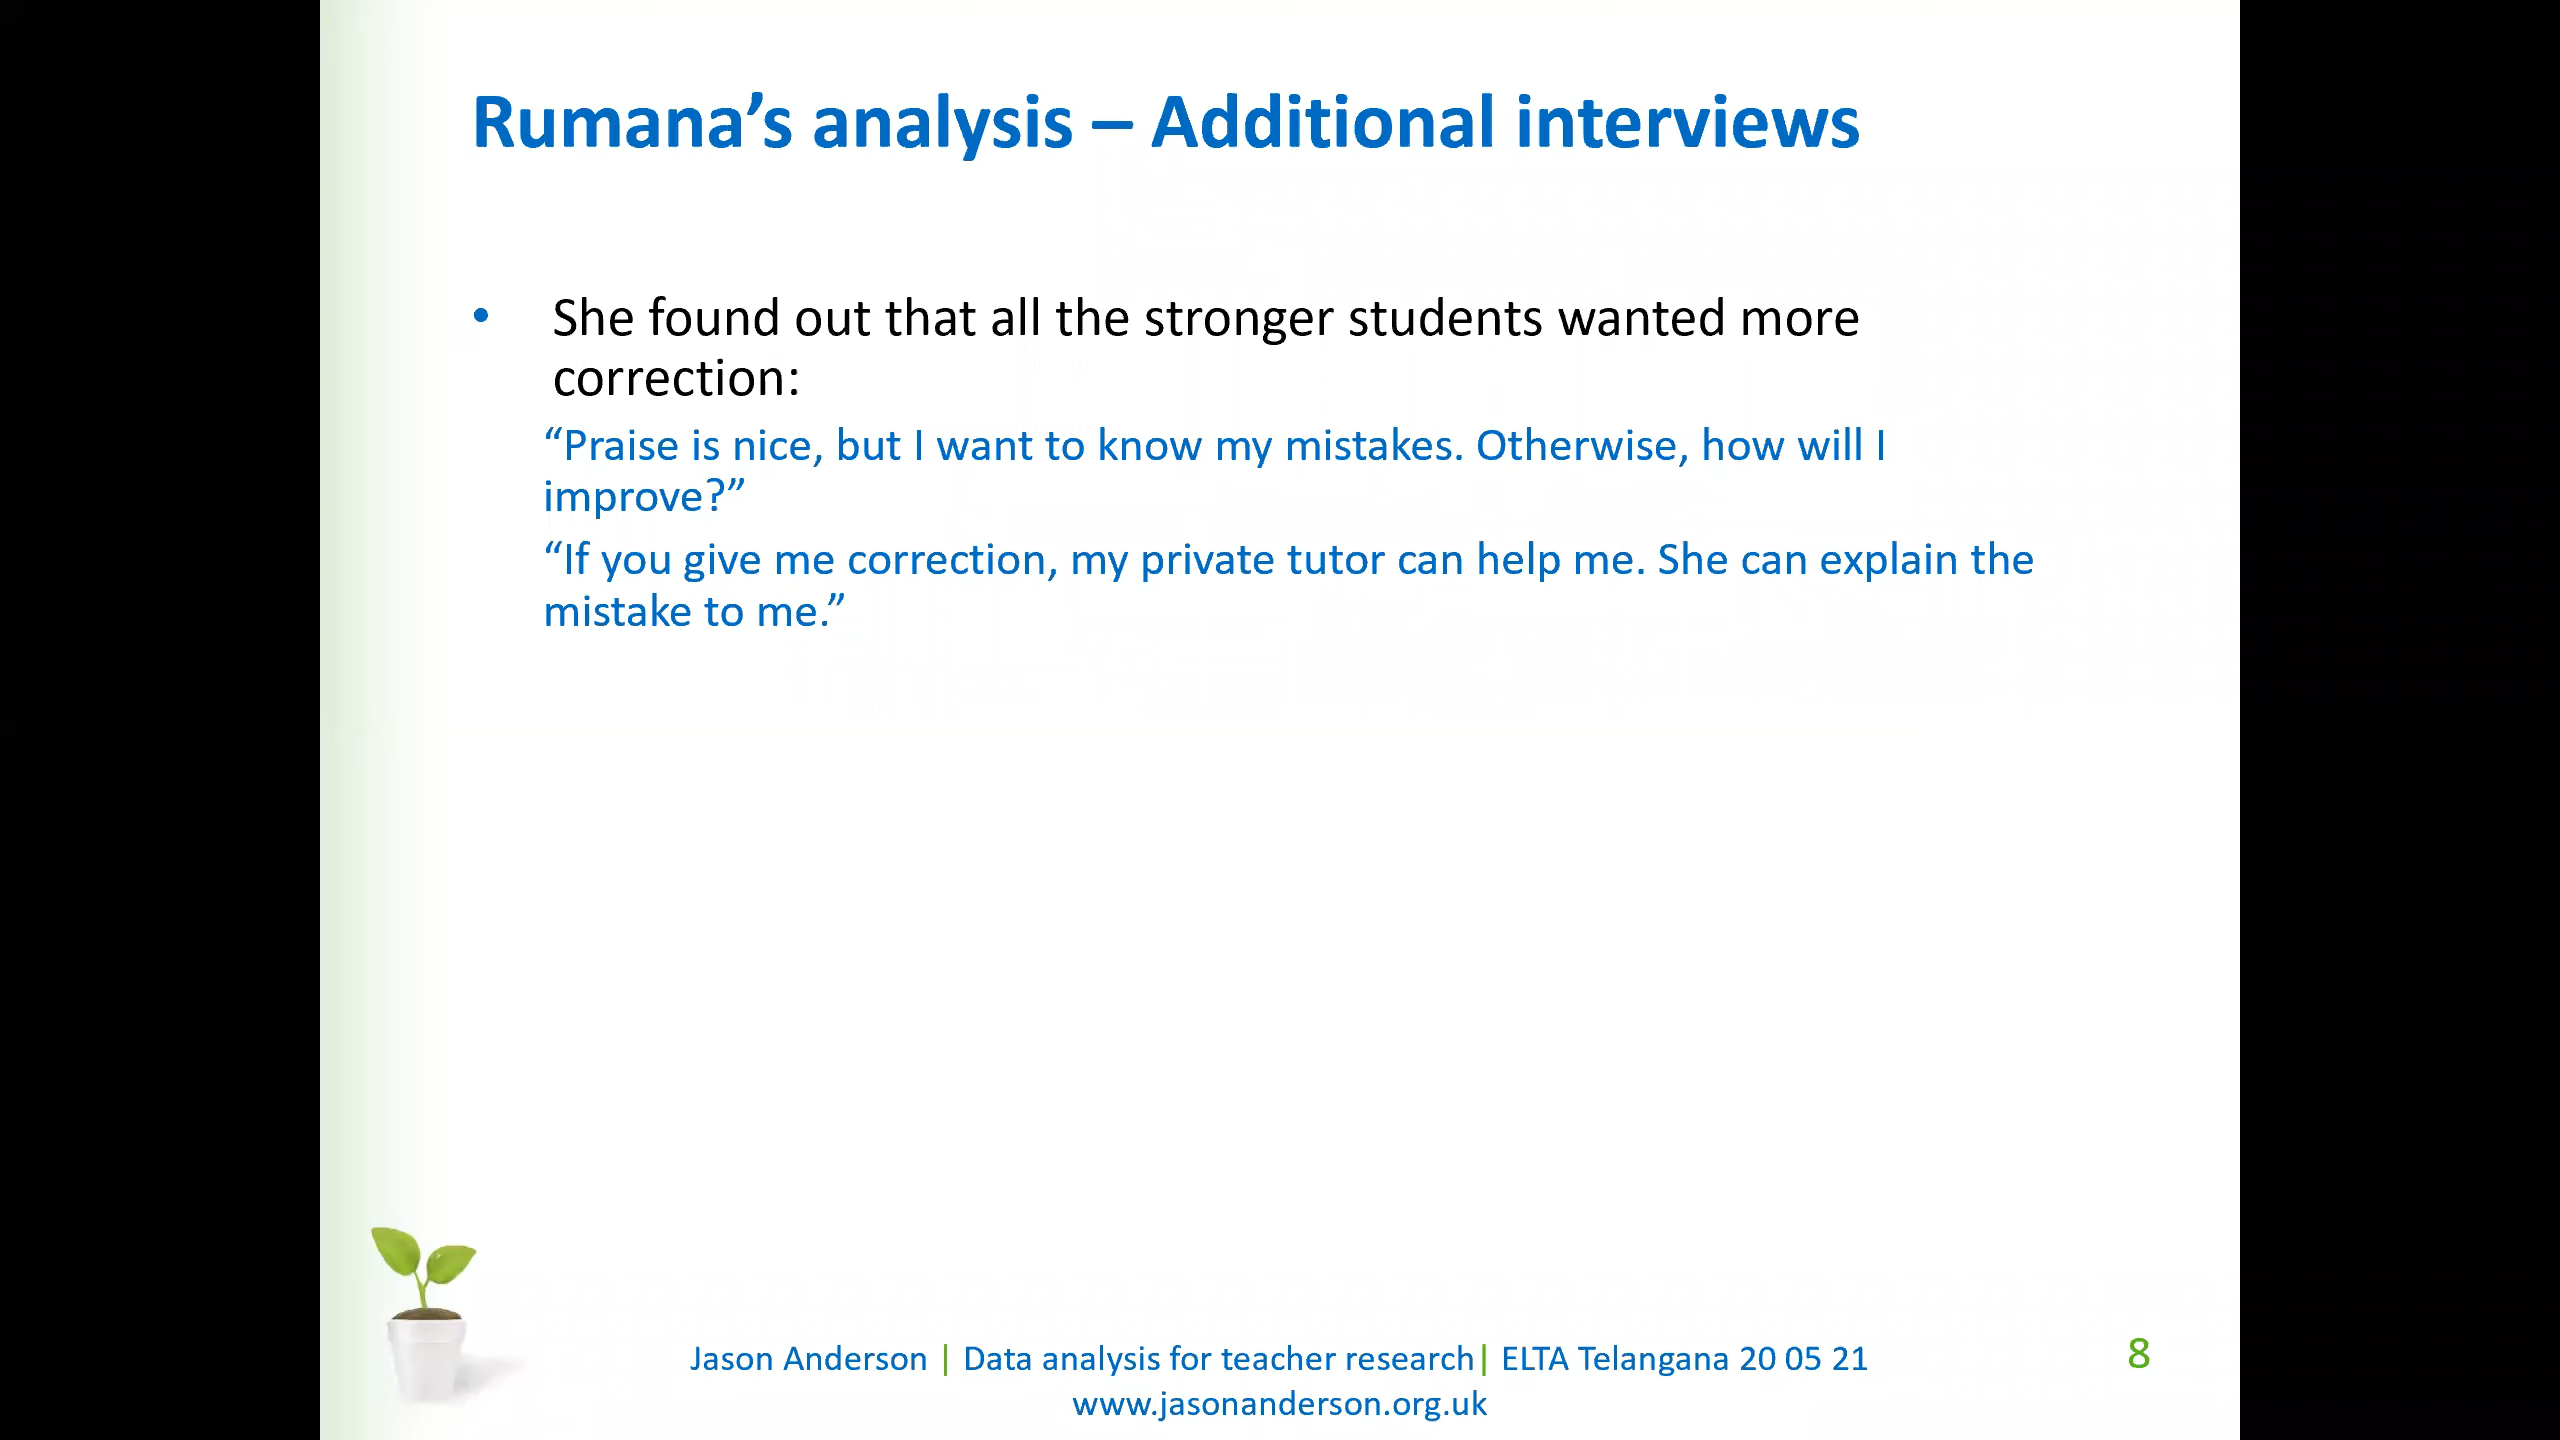 Rumana’s analysis – Additional interviews
• She found out that all the stronger students wanted more
correction:
“Praise is nice, but I want to know my mistakes. Otherwise, how will I
improve?”
“If you give me correction, my private tutor can help me. She can explain the
mistake to me.”
Jason Anderson | Data analysis for teacher research| ELTA Telangana 20 05 21
www.jasonanderson.org.uk
8